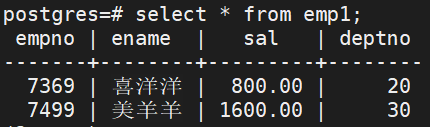 postgres=# select * from emp1;
empno | ename | sal | deptno
-------+--------+---------+--------
7369 | 喜洋洋 | 800.00 | 20
7499 | 美羊羊 | 1600.00 | 30